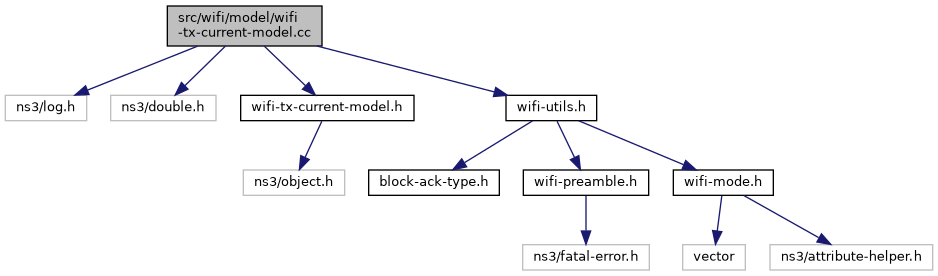 src/wifi/model/wifi
-tx-current-model.cc
ns3/log.h
ns3/double.h
wifi-tx-current-model.h
wifi-utils.h
ns3/object.h
block-ack-type.h
wifi-preamble.h
wifi-mode.h
ns3/fatal-error.h
vector
ns3/attribute-helper.h